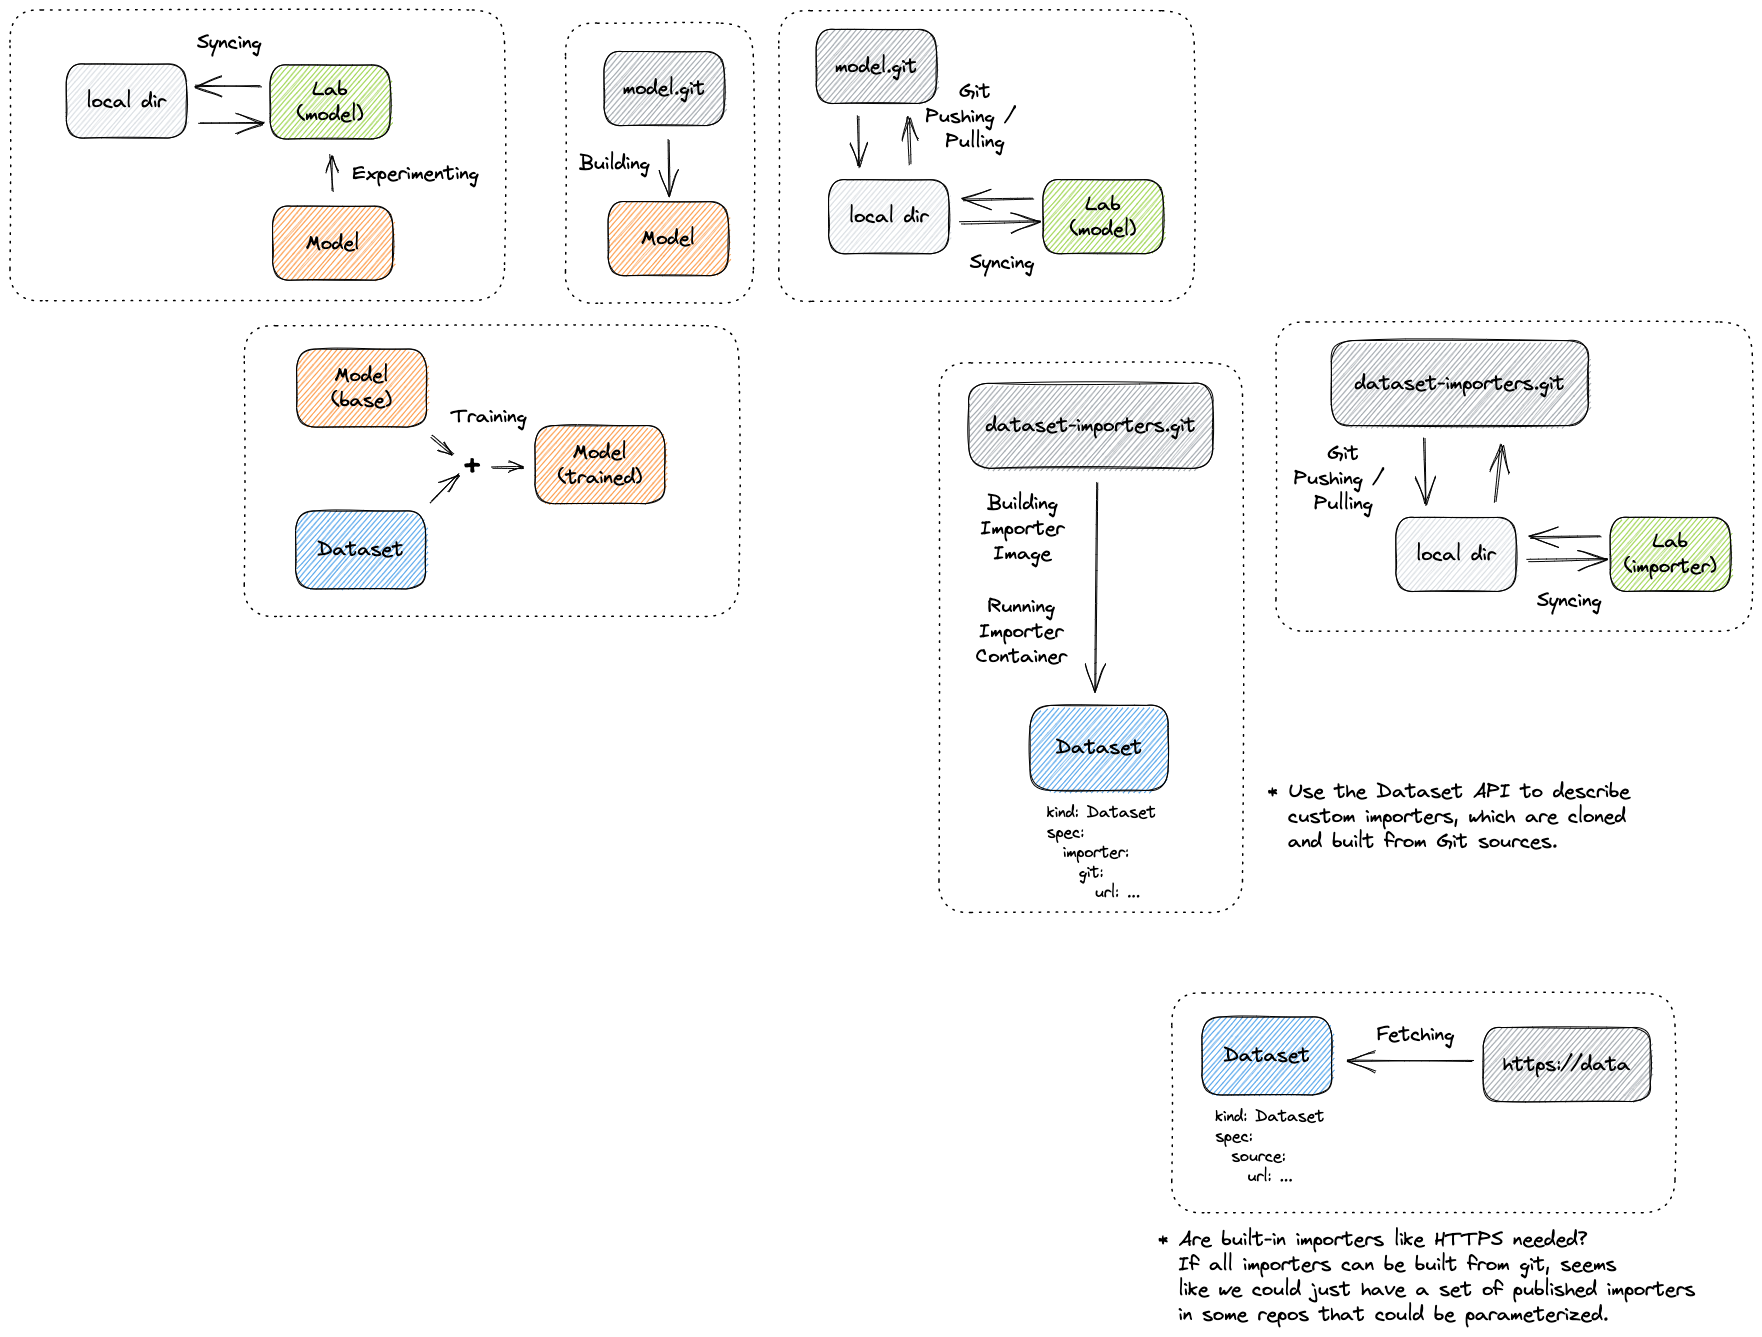 Syncing
local dir
Lab
(model)
Experimenting
Model
model.git
Building
Model
model.git
Git
Pushing /
Pulling
local dir
Lab
(model)
Syncing
Model
(base)
Training
+
Model
(trained)
Dataset
dataset-importers.git
Building
Importer
Image
Running
Importer
Container
Dataset
kind: Dataset
spec:
importer:
git:
url: ...
dataset-importers.git
Git
Pushing /
Pulling
local dir
Lab
(importer)
Syncing
* Use the Dataset API to describe
custom importers, which are cloned
and built from Git sources.
Dataset
Fetching
https://data
kind: Dataset
spec:
source:
url: ...
* Are built-in importers like HTTPS needed?
If all importers can be built from git, seems
like we could just have a set of published importers
in some repos that could be parameterized.